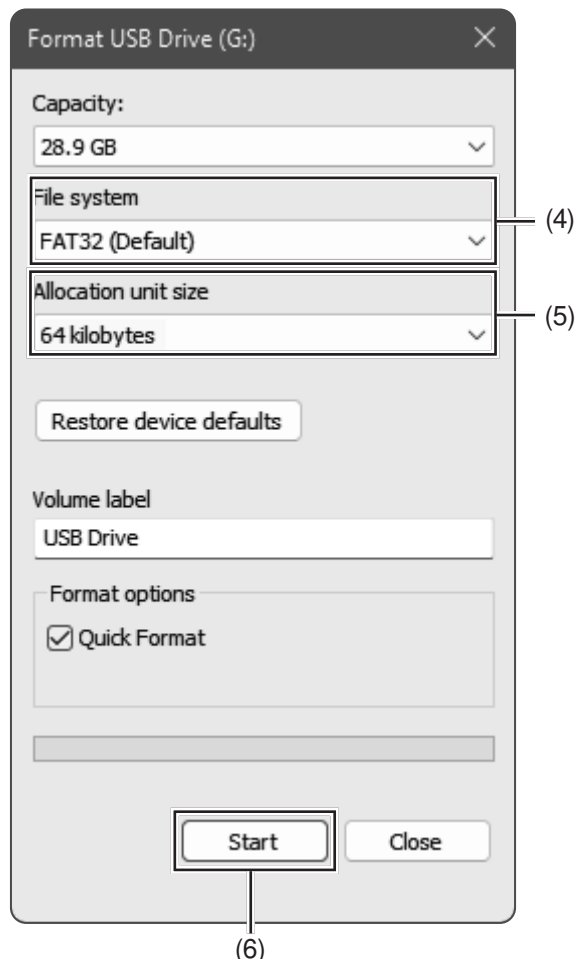 Format USB Drive (G:)
Capacity:
28.9 GB
File system
FAT32 (Default)
(4)
Allocation unit size
64 kilobytes
(5)
Restore device defaults
Volume label
USB Drive
Format options
Quick Format
Start
Close
(6)